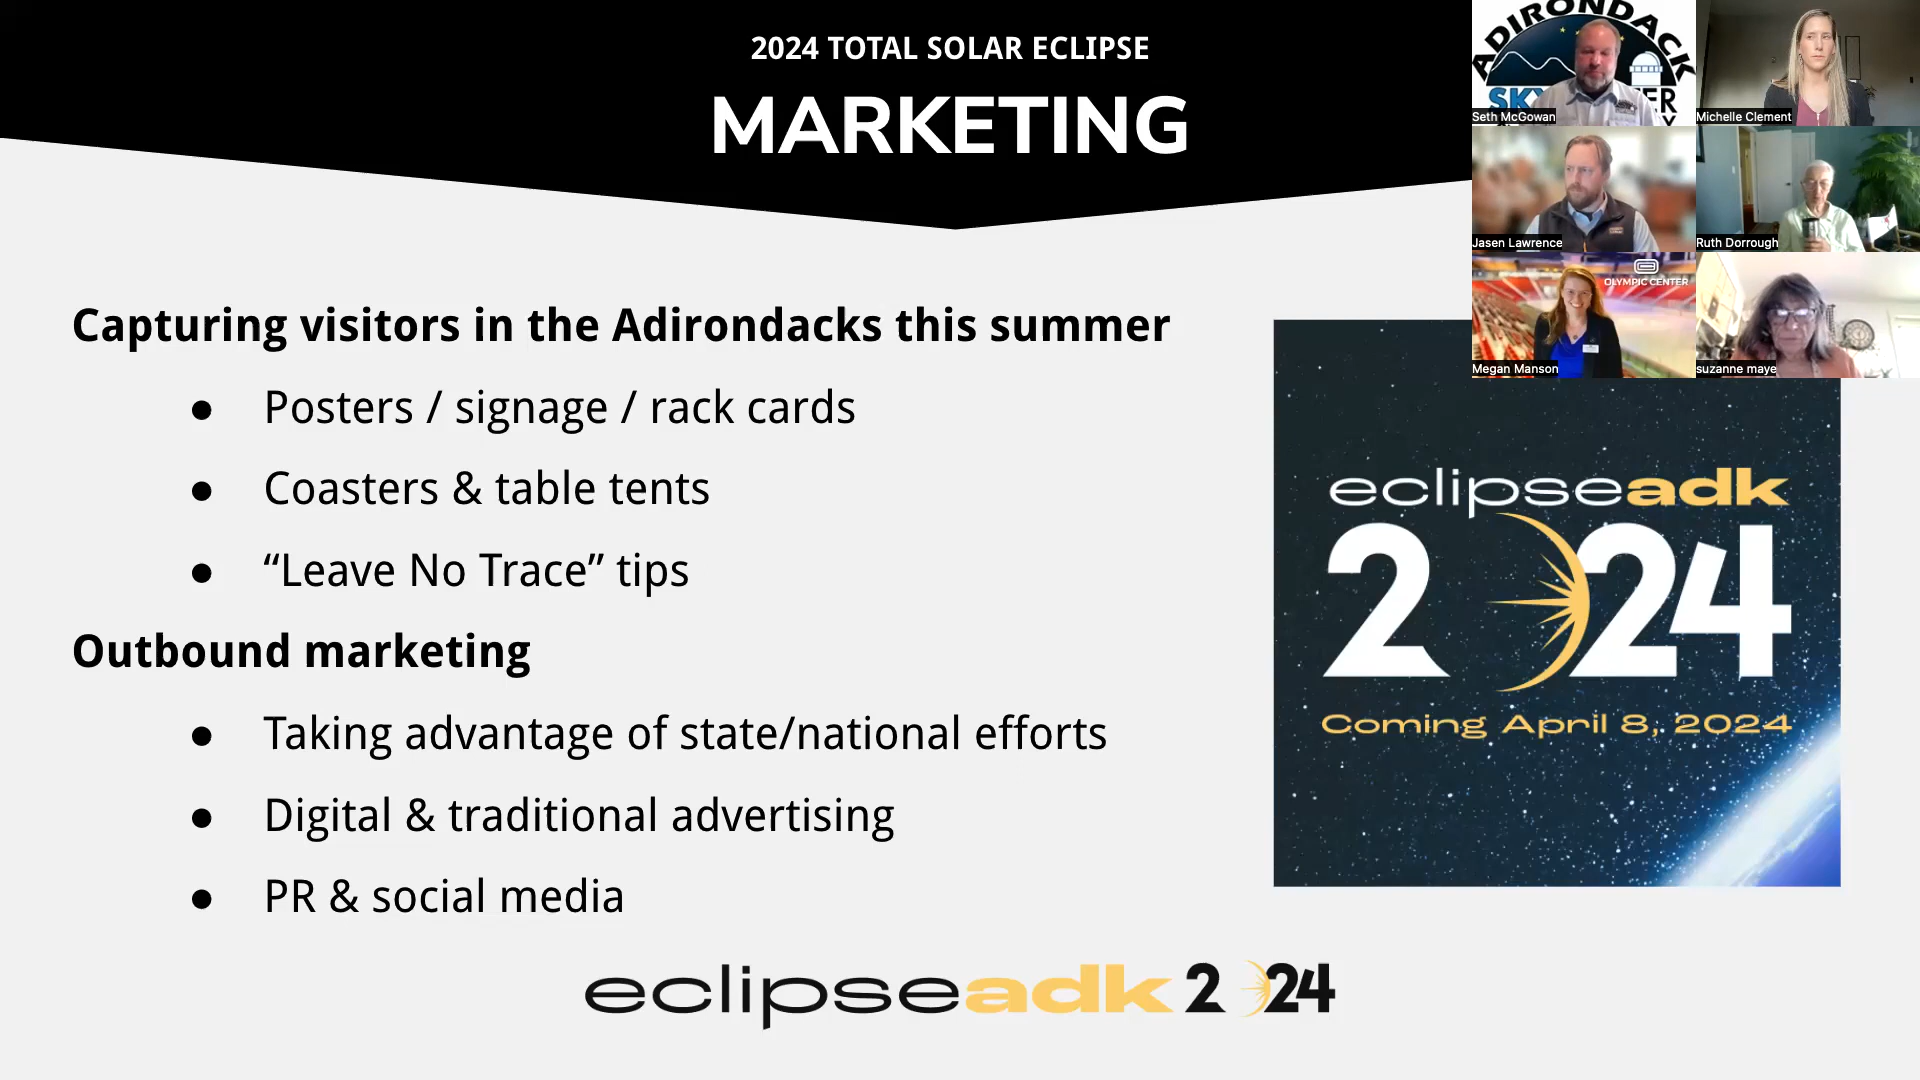 2024 TOTAL SOLAR ECLIPSE
MARKETING
Capturing visitors in the Adirondacks this summer
● Posters / signage / rack cards
● Coasters & table tents
● “Leave No Trace” tips
Outbound marketing
● Taking advantage of state/national efforts
● Digital & traditional advertising
● PR & social media
eclipseadk
2024
Coming April 8, 2024
eclipseadk 2024
ADIRONDACK
Seth McGowan
Michelle Clement
Jasen Lawrence
Ruth Dorrough
OLYMPIC CENTER
Megan Manson
suzanne maye